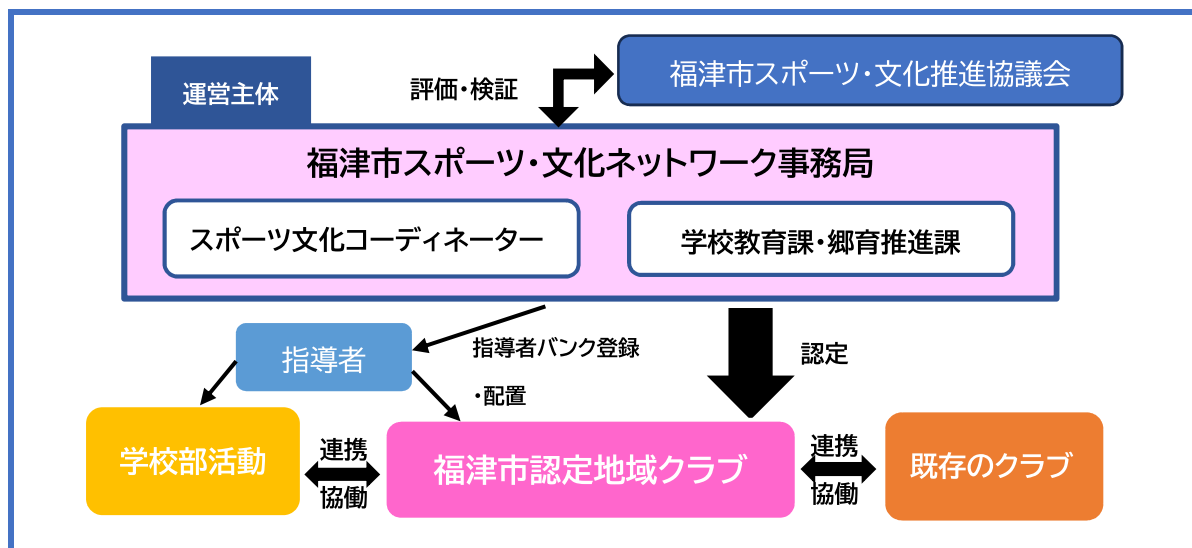 福津市スポーツ・文化推進協議会
評価・検証
運営主体
福津市スポーツ・文化ネットワーク事務局
スポーツ文化コーディネーター
学校教育課・郷育推進課
指導者
指導者バンク登録
・配置
認定
学校部活動
連携
協働
福津市認定地域クラブ
連携
協働
既存のクラブ